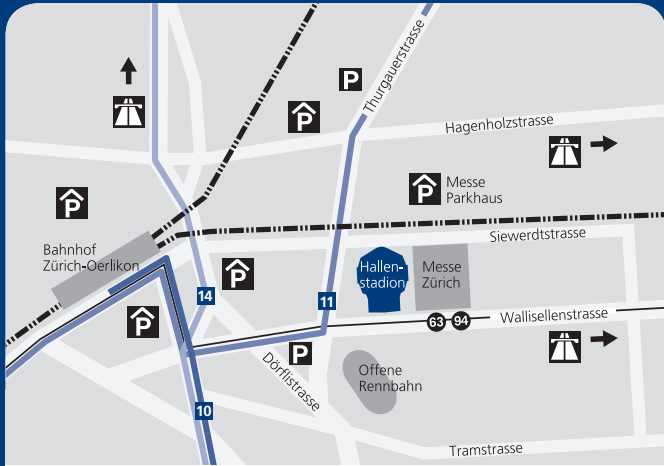 P
Thurgauerstrasse
P
Hagenholzstrasse
P
Messe
Parkhaus
P
Siewerdtstrasse
Bahnhof
Zürich-Oerlikon
P
Hallen-
stadion
Messe
Zürich
14
11
P
63
94
Wallisellenstrasse
P
Dörflistrasse
Offene
Rennbahn
10
Tramstrasse